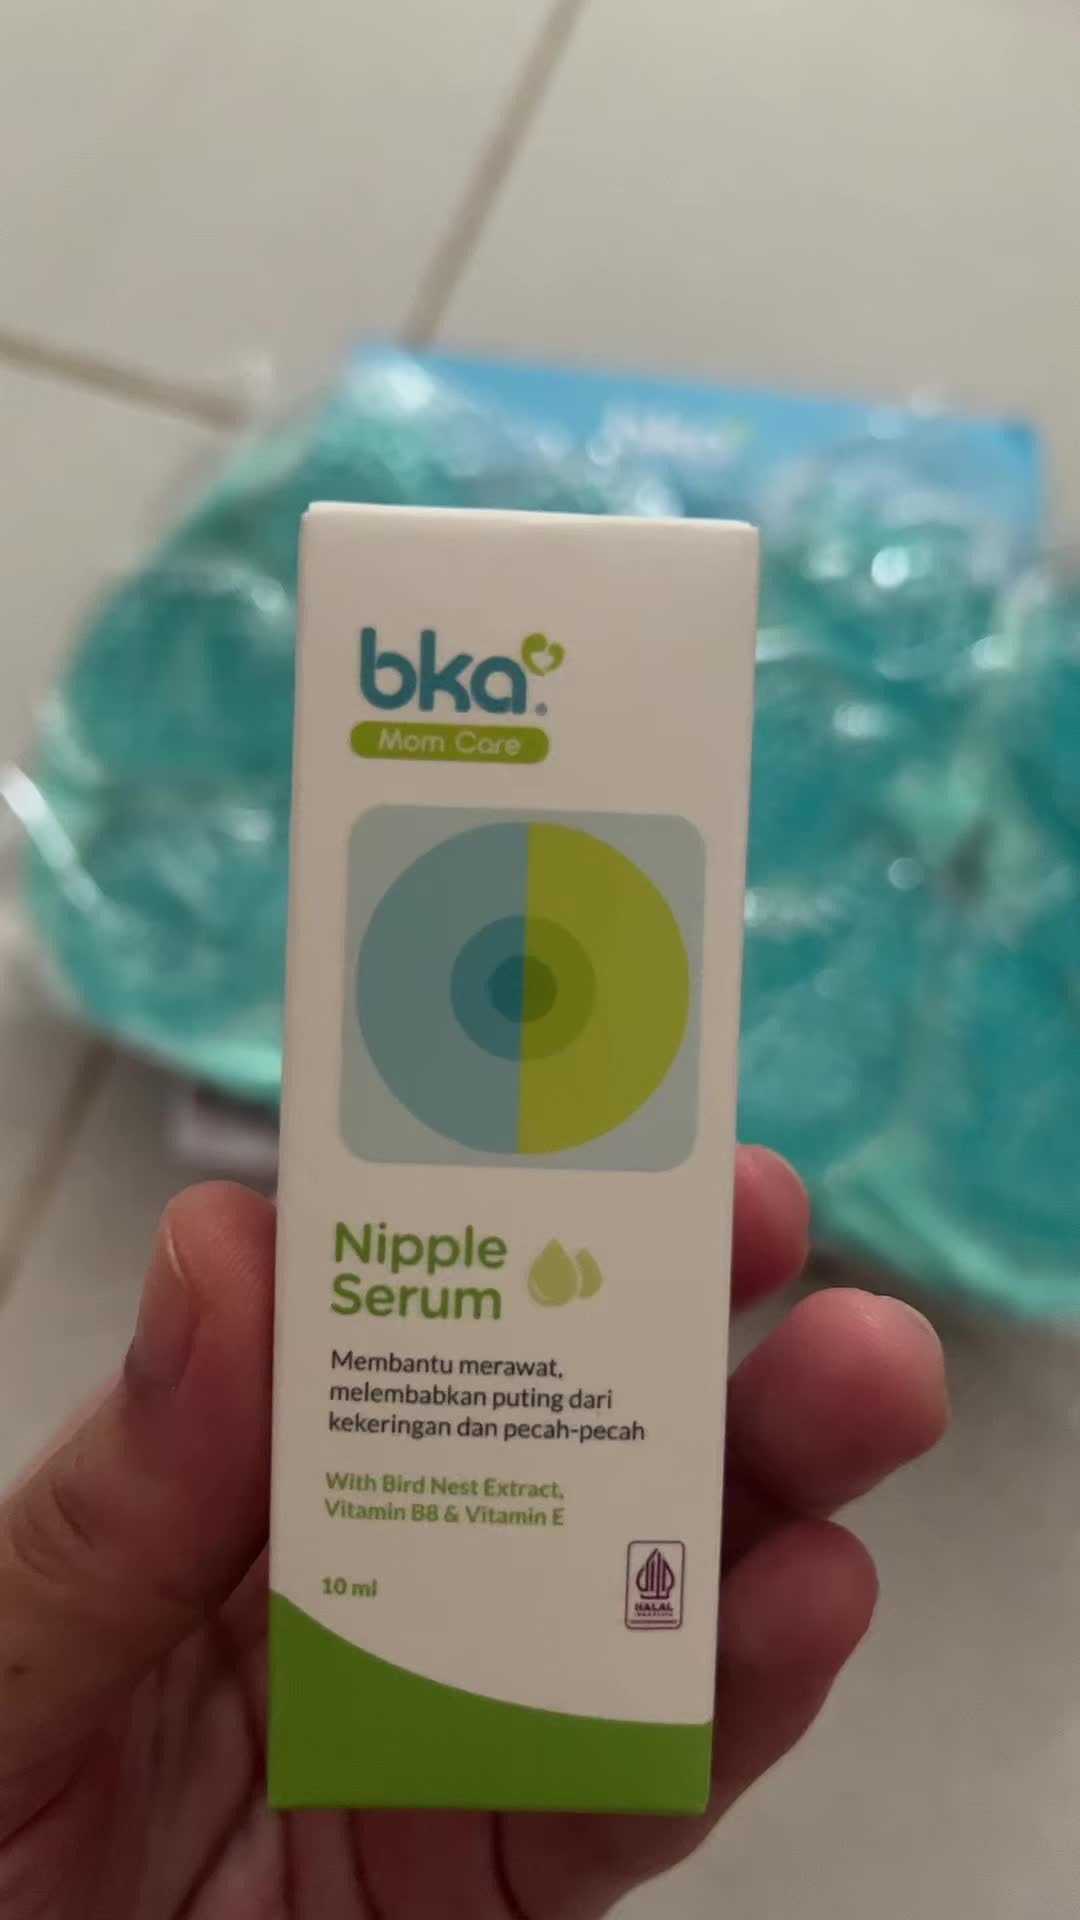 bka
Mom Care
Nipple
Serum
Membantu merawat,
melembabkan puting dari
kekeringan dan pecah-pecah
With Bird Nest Extract,
Vitamin B8 & Vitamin E
10 ml
HALAL